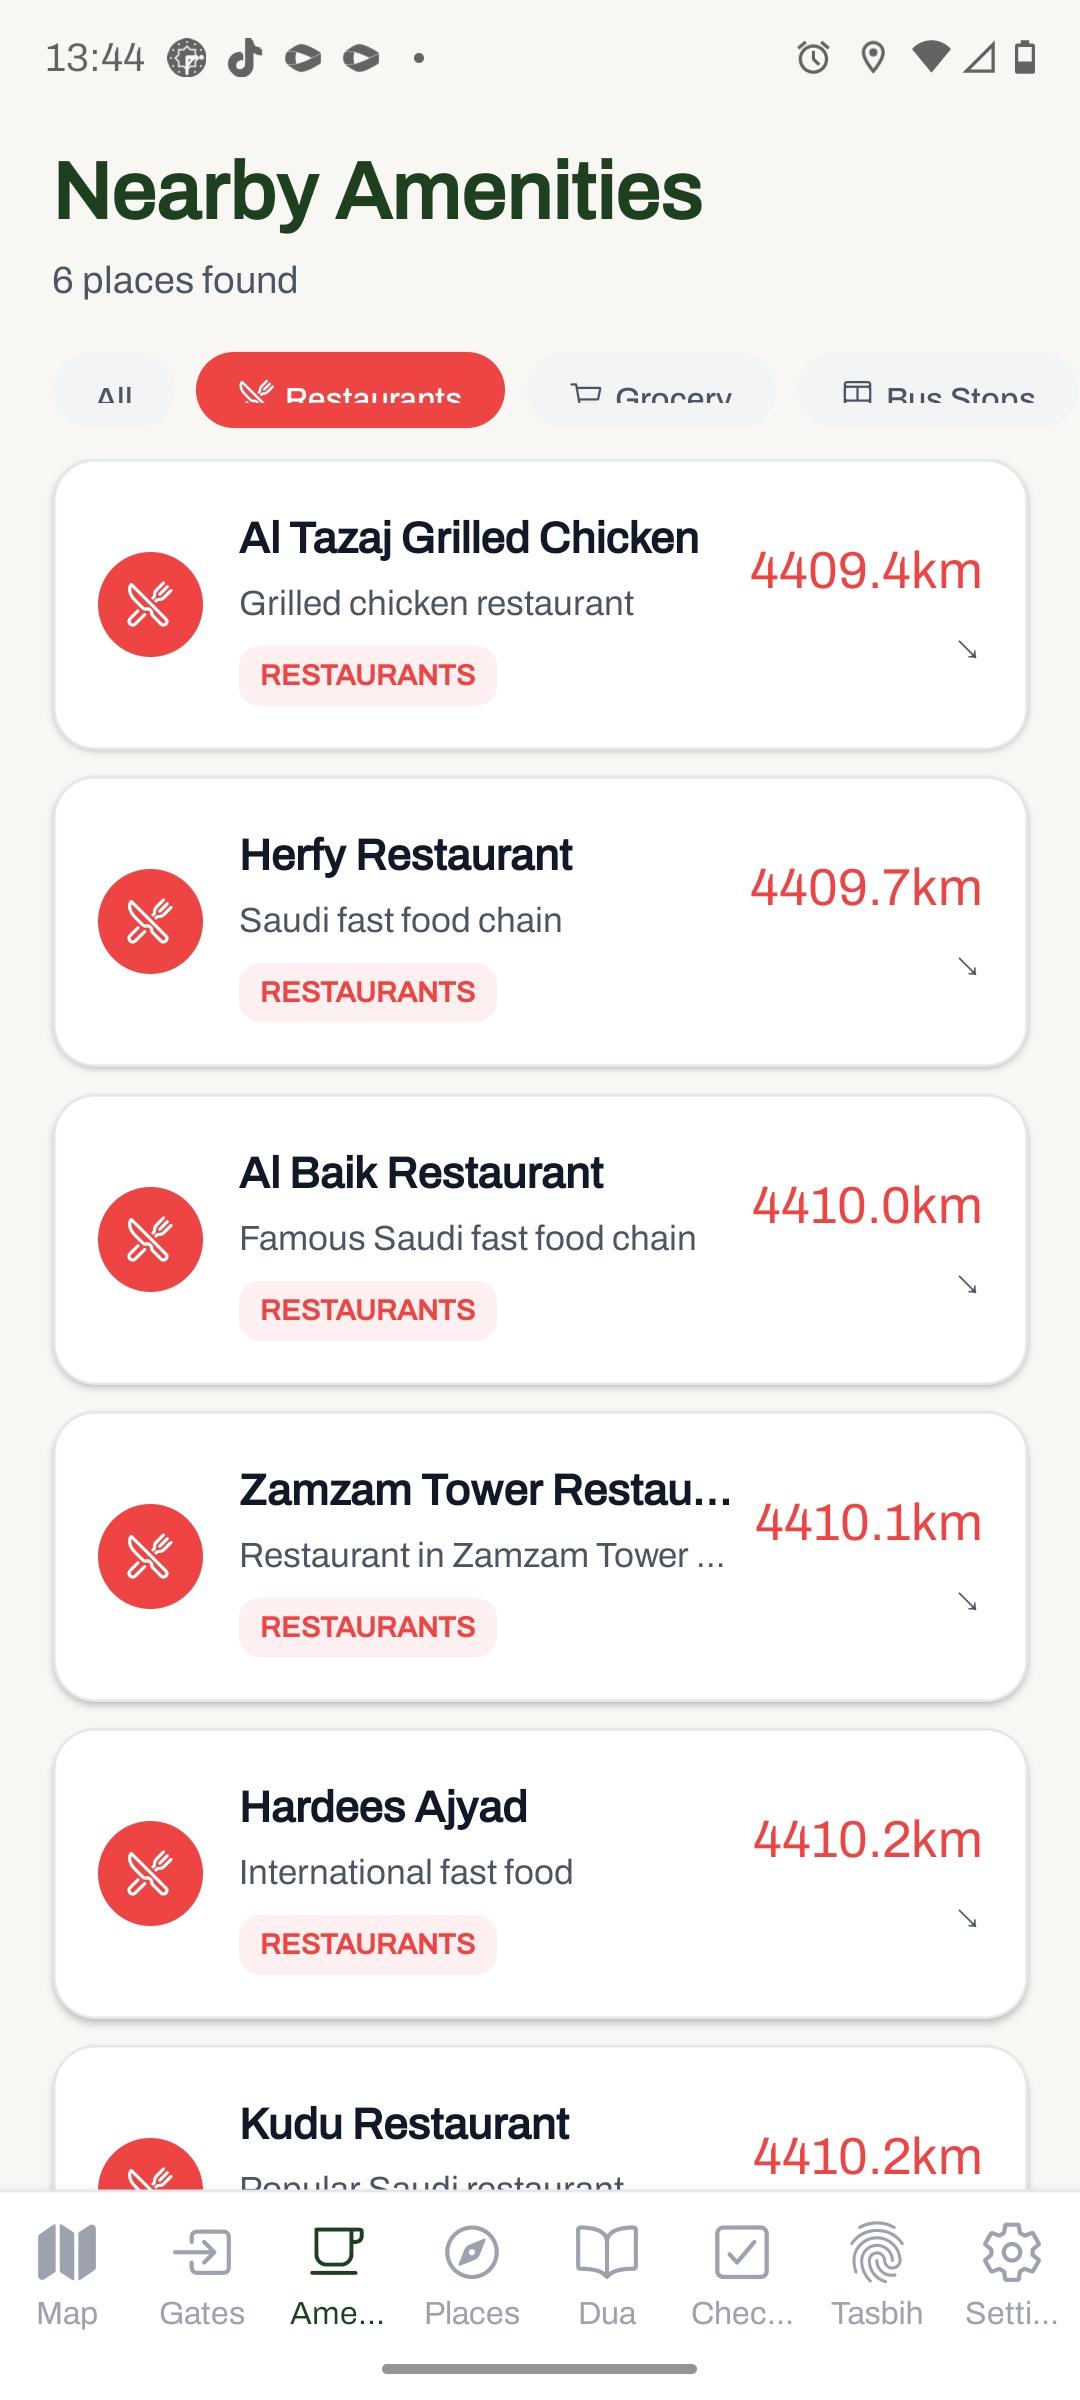 13:44
Nearby Amenities
6 places found
All
Restaurants
Grocery
Bus Stops
Al Tazaj Grilled Chicken
Grilled chicken restaurant
RESTAURANTS
4409.4km
↘
Herfy Restaurant
Saudi fast food chain
RESTAURANTS
4409.7km
↘
Al Baik Restaurant
Famous Saudi fast food chain
RESTAURANTS
4410.0km
↘
Zamzam Tower Restau...
Restaurant in Zamzam Tower ...
RESTAURANTS
4410.1km
↘
Hardees Ajyad
International fast food
RESTAURANTS
4410.2km
↘
Kudu Restaurant
Popular Saudi restaurant
4410.2km
Map
Gates
Ame...
Places
Dua
Chec...
Tasbih
Setti...